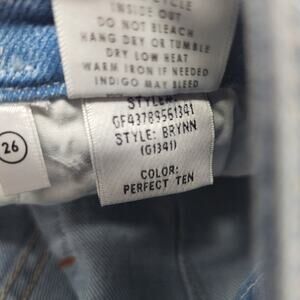 INSIDE OUT
DO NOT BLEACH
HANG DRY OR TUMBLE
DRY LOW HEAT
WARM IRON IF NEEDED
INDIGO MAY BLEED
STYLE#:
GF43789561341
STYLE: BRYNN
(G1341)
COLOR:
PERFECT TEN
26